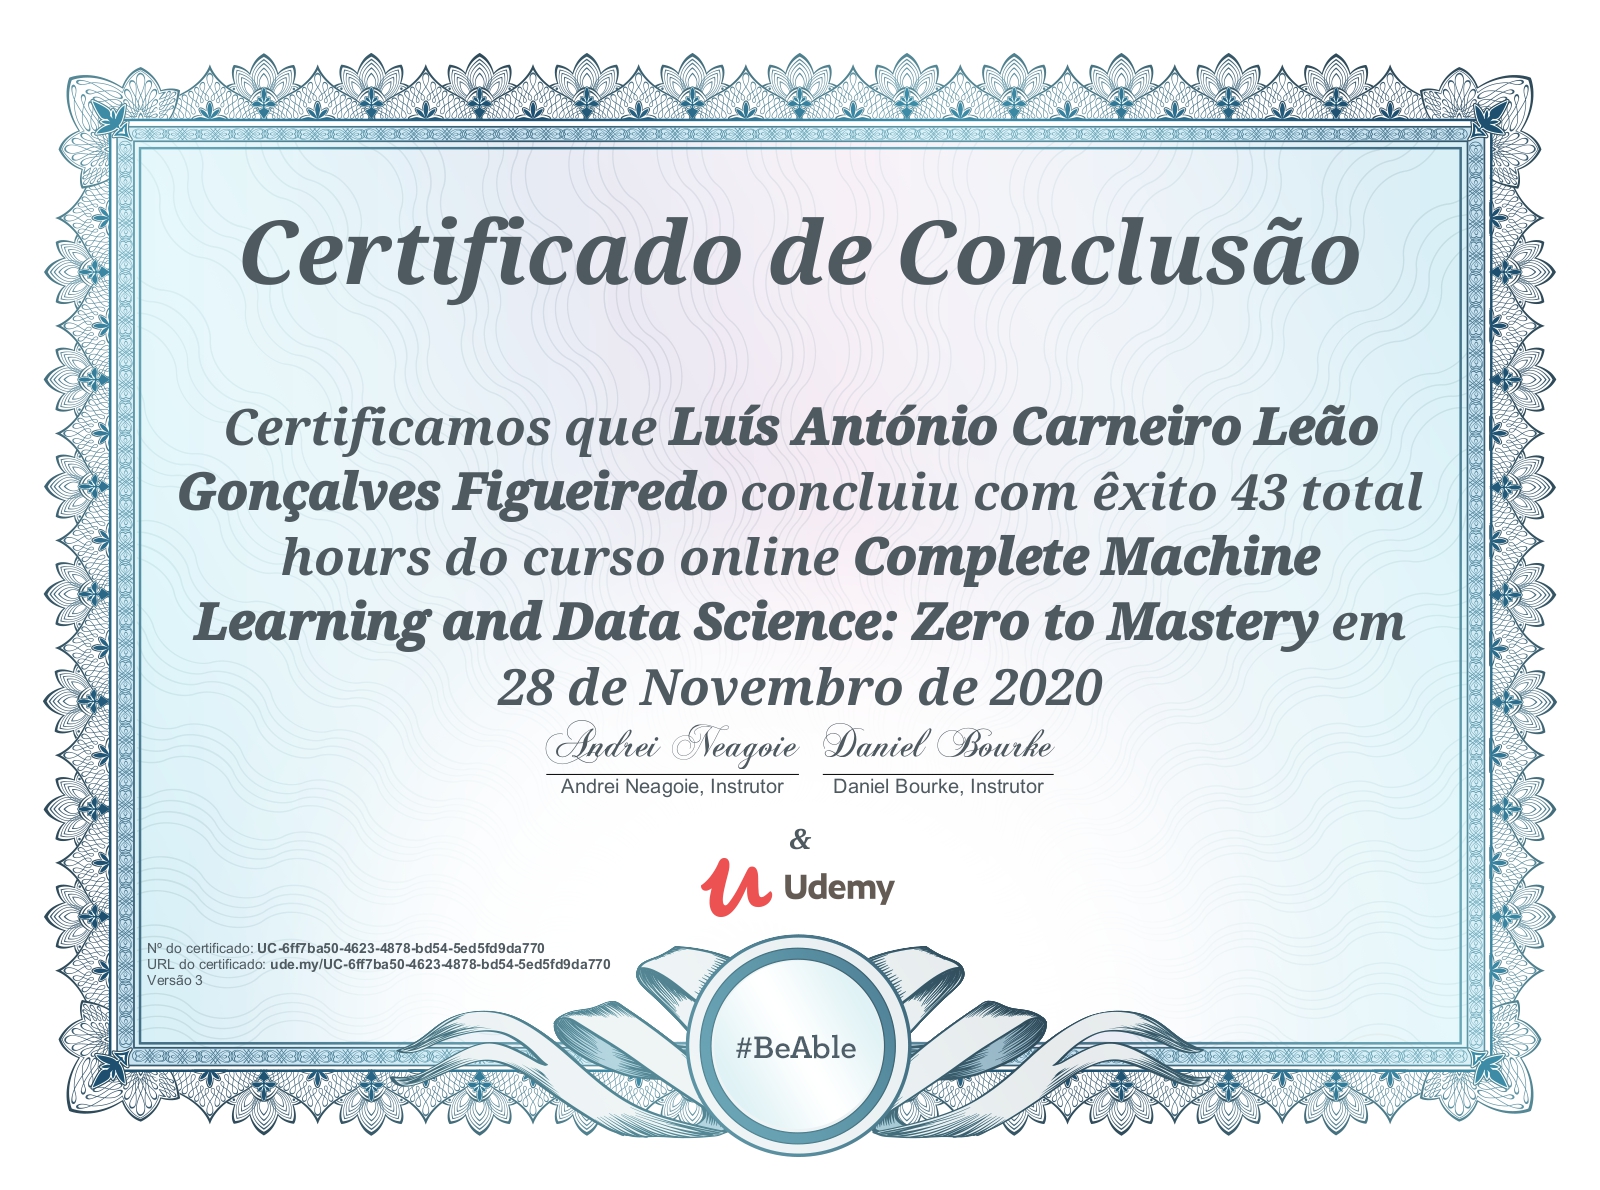 Certificado de Conclusão
Certificamos que Luís António Carneiro Leão
Gonçalves Figueiredo concluiu com êxito 43 total
hours do curso online Complete Machine
Learning and Data Science: Zero to Mastery em
28 de Novembro de 2020
Andrei Neagoie Daniel Bourke
Andrei Neagoie, Instrutor Daniel Bourke, Instrutor
&
Udemy
Nº do certificado: UC-6ff7ba50-4623-4878-bd54-5ed5fd9da770
URL do certificado: ude.my/UC-6ff7ba50-4623-4878-bd54-5ed5fd9da770
Versão 3
#BeAble